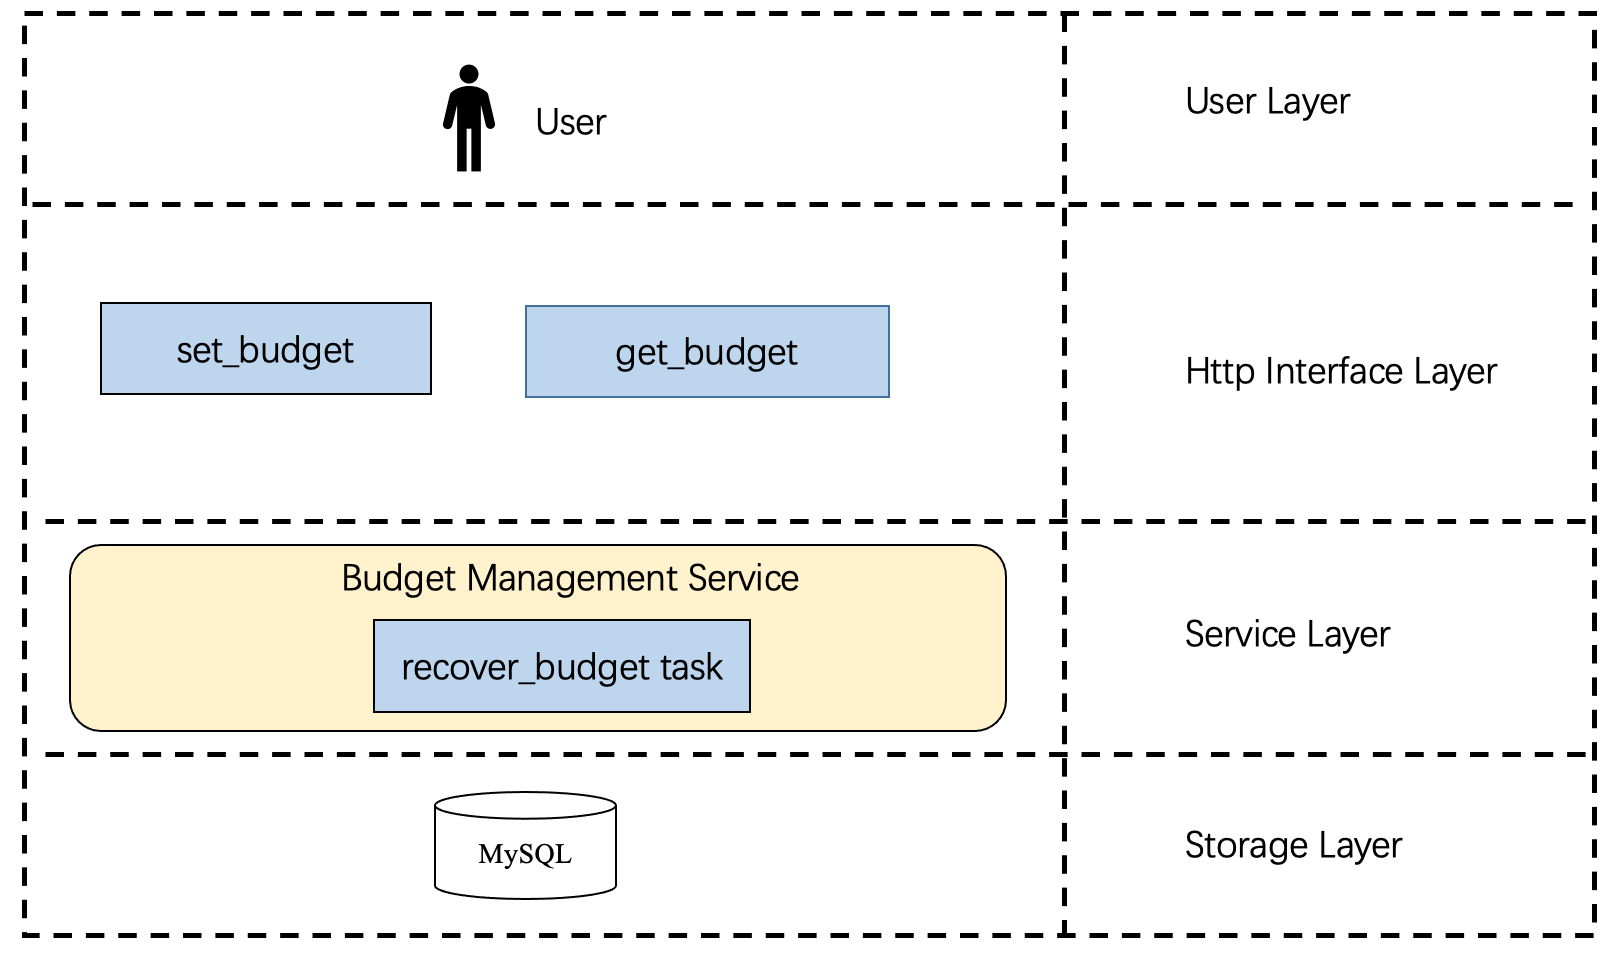 User
User Layer
set_budget
get_budget
Http Interface Layer
Budget Management Service
recover_budget task
Service Layer
MySQL
Storage Layer